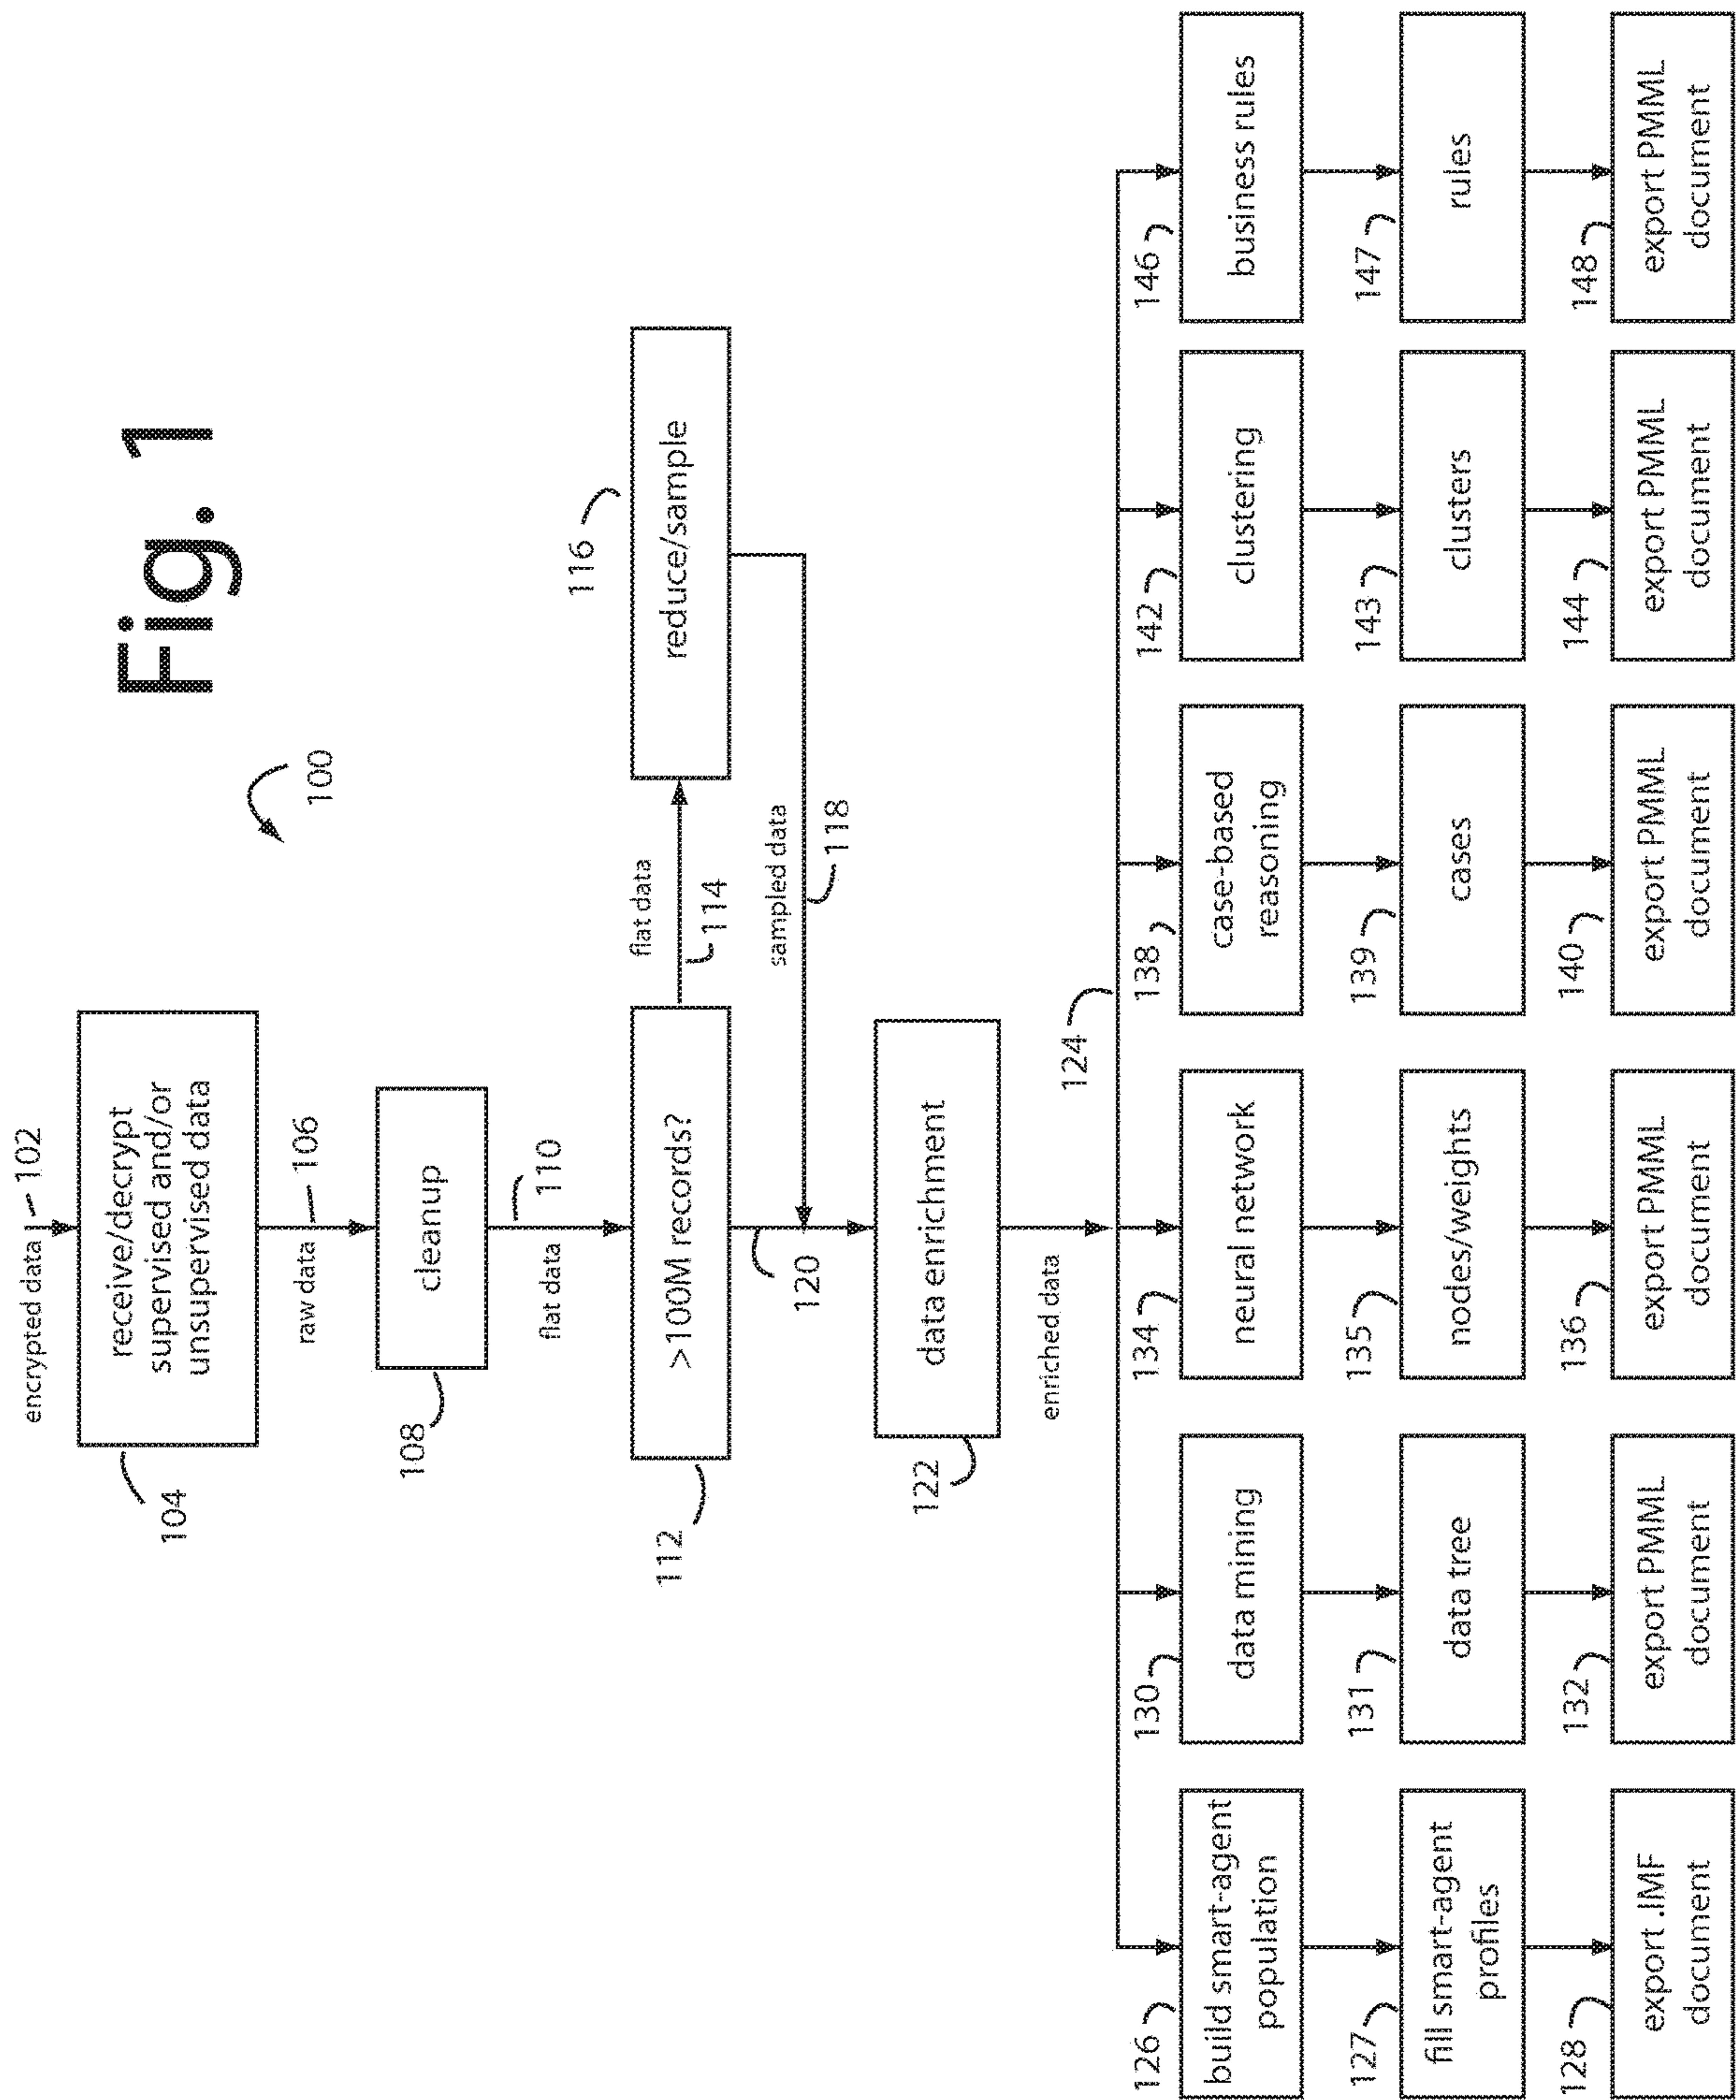 Fig. 1
100
encrypted data
102
receive/decrypt
supervised and/or
unsupervised data
104
raw data
106
cleanup
108
flat data
110
>100M records?
112
flat data
114
reduce/sample
116
sampled data
118
120
data enrichment
122
enriched data
124
126
build smart-agent
population
127
fill smart-agent
profiles
128
export .IMF
document
130
data mining
131
data tree
132
export PMML
document
134
neural network
135
nodes/weights
136
export PMML
document
138
case-based
reasoning
139
cases
140
export PMML
document
142
clustering
143
clusters
144
export PMML
document
146
business rules
147
rules
148
export PMML
document